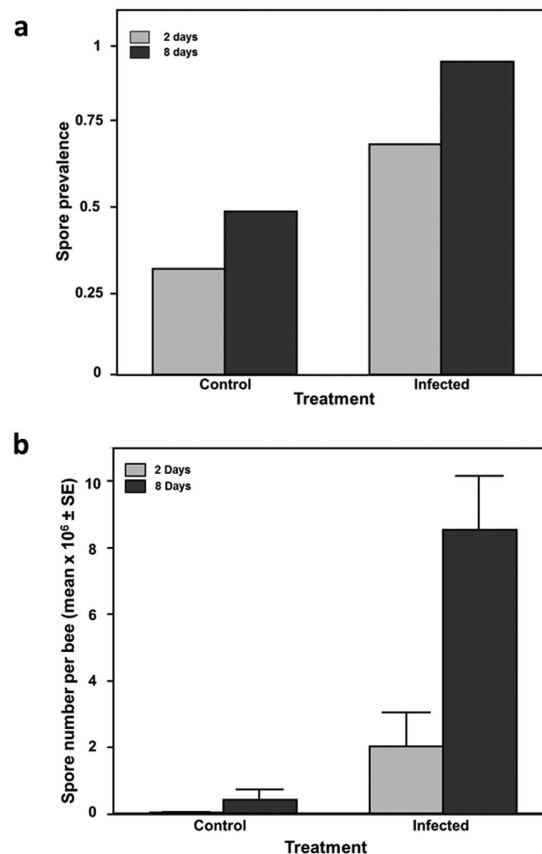 a
2 days
8 days
Spore prevalence
1
0.75
0.5
0.25
0
Control
Infected
Treatment
b
2 Days
8 Days
Spore number per bee (mean x 10⁶ ± SE)
10
8
6
4
2
0
Control
Infected
Treatment